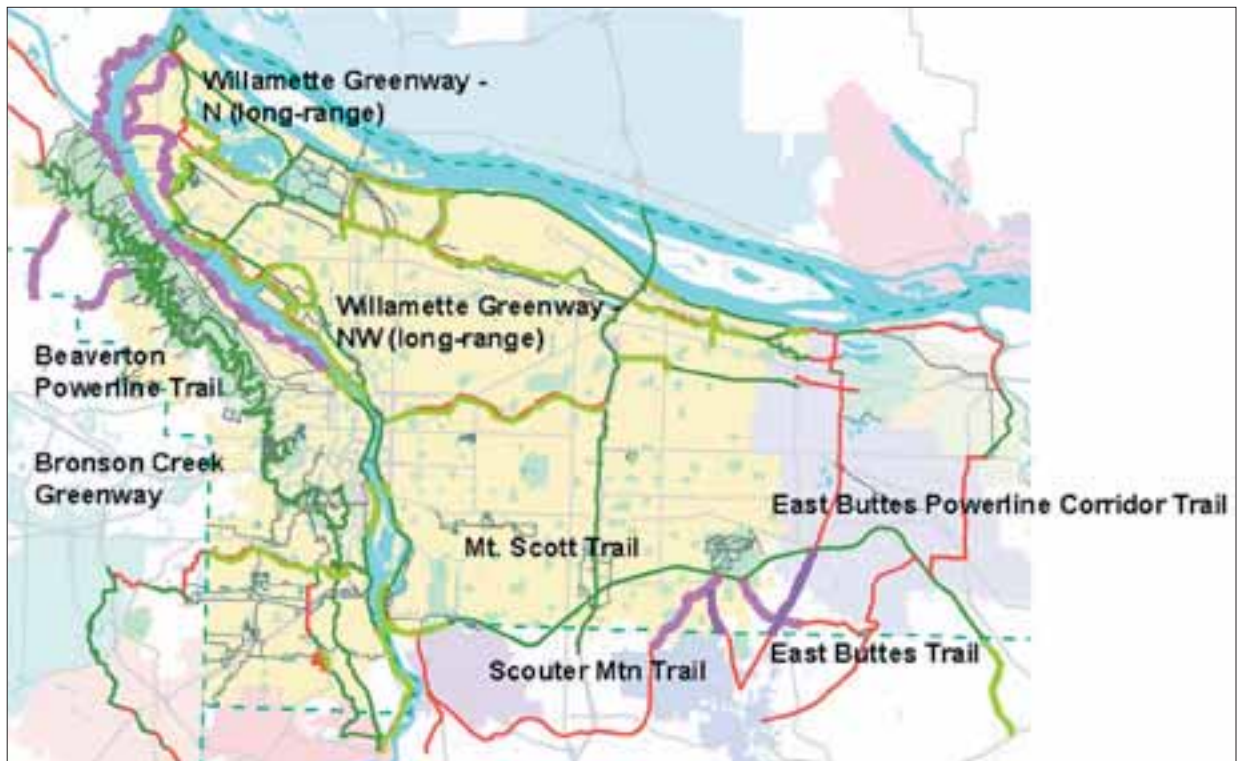 Willamette Greenway -
N (long-range)
Willamette Greenway -
NW (long-range)
Beaverton
Powerline Trail
Bronson Creek
Greenway
East Buttes Powerline Corridor Trail
Mt. Scott Trail
Scouter Mtn Trail
East Buttes Trail